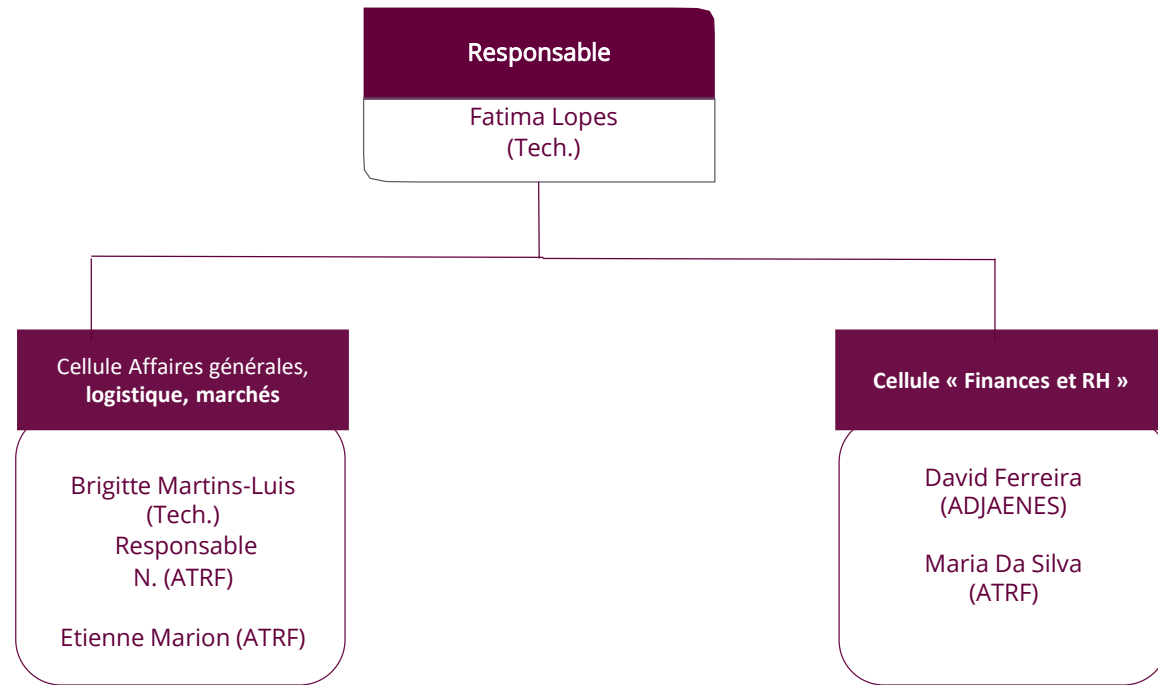 Responsable
Fatima Lopes
(Tech.)
Cellule Affaires générales,
logistique, marchés
Brigitte Martins-Luis
(Tech.)
Responsable
N. (ATRF)
Etienne Marion (ATRF)
Cellule « Finances et RH »
David Ferreira
(ADJAENES)
Maria Da Silva
(ATRF)